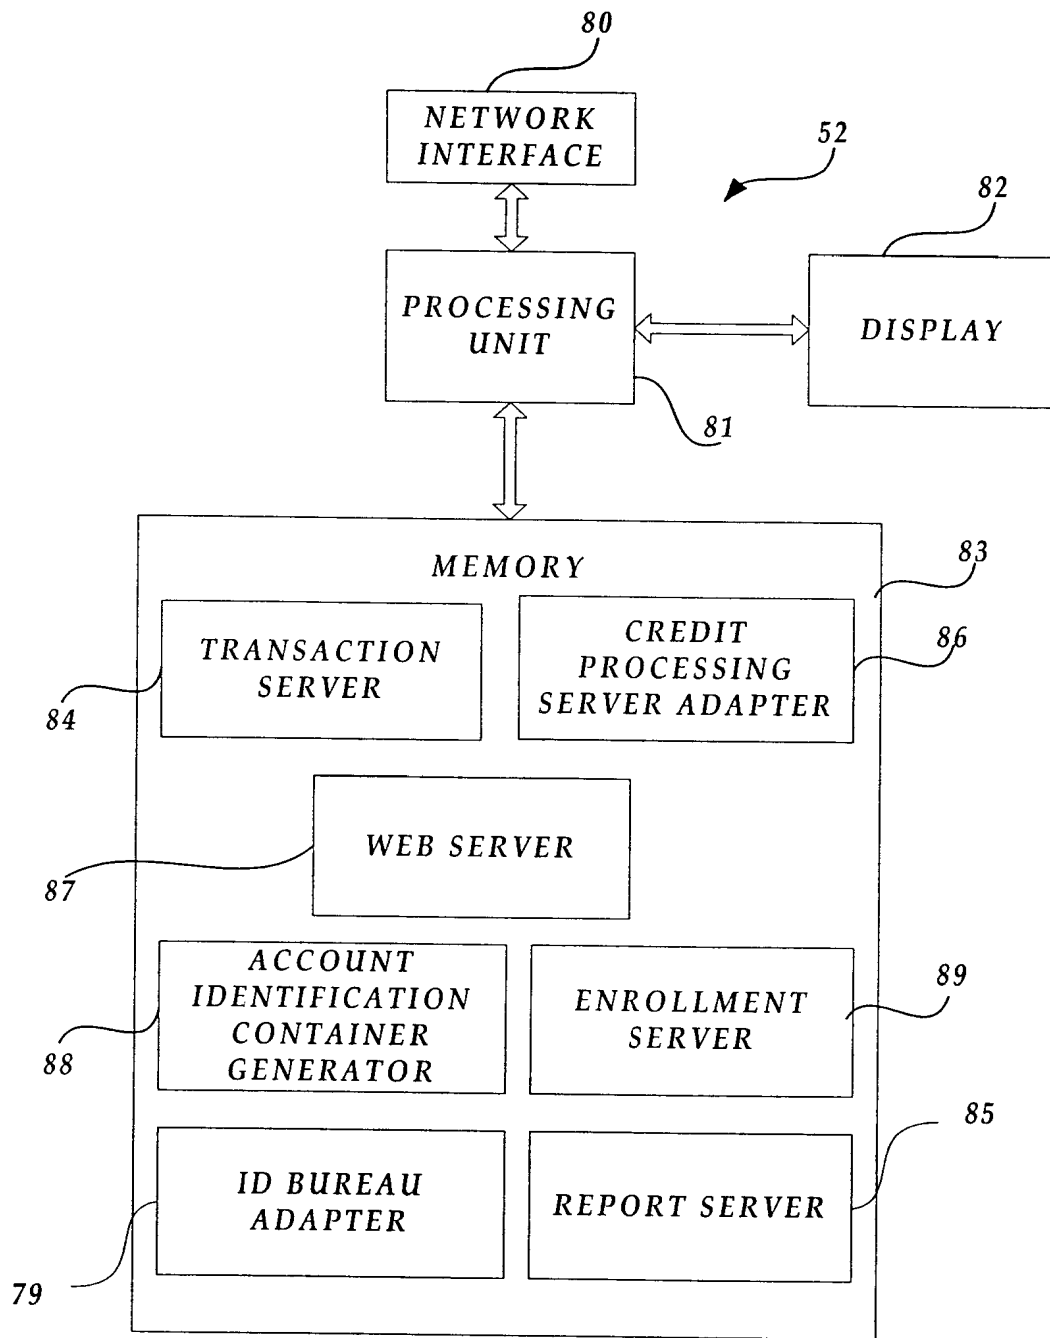 80
NETWORK
INTERFACE
52
82
PROCESSING
UNIT
DISPLAY
81
MEMORY
83
TRANSACTION
SERVER
84
CREDIT
PROCESSING
SERVER ADAPTER
86
WEB SERVER
87
ACCOUNT
IDENTIFICATION
CONTAINER
GENERATOR
88
ENROLLMENT
SERVER
89
85
ID BUREAU
ADAPTER
REPORT SERVER
79